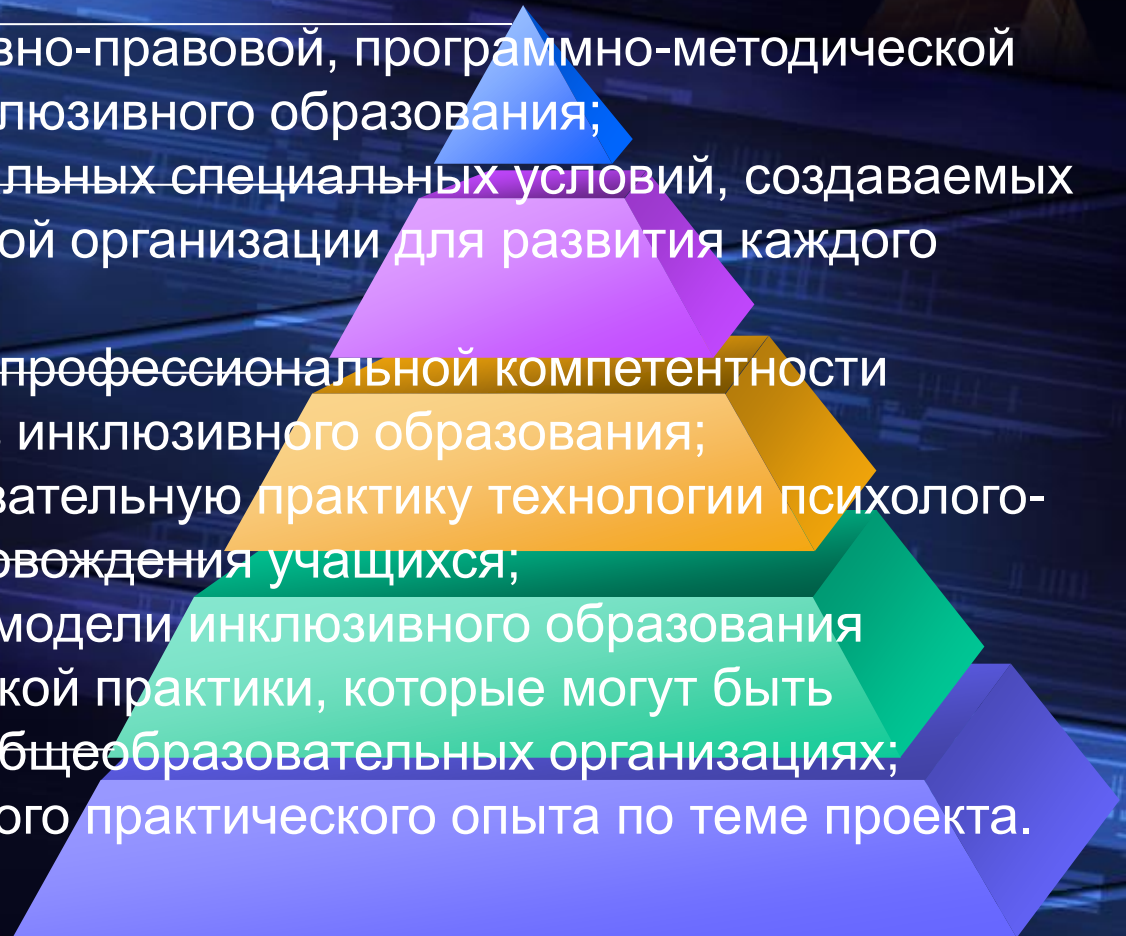 вно-правовой, программно-методической
люзивного образования;
льных специальных условий, создаваемых
ой организации для развития каждого
профессиональной компетентности
инклюзивного образования;
вательную практику технологии психолого-
овождения учащихся;
модели инклюзивного образования
кой практики, которые могут быть
бщеобразовательных организациях;
ого практического опыта по теме проекта.